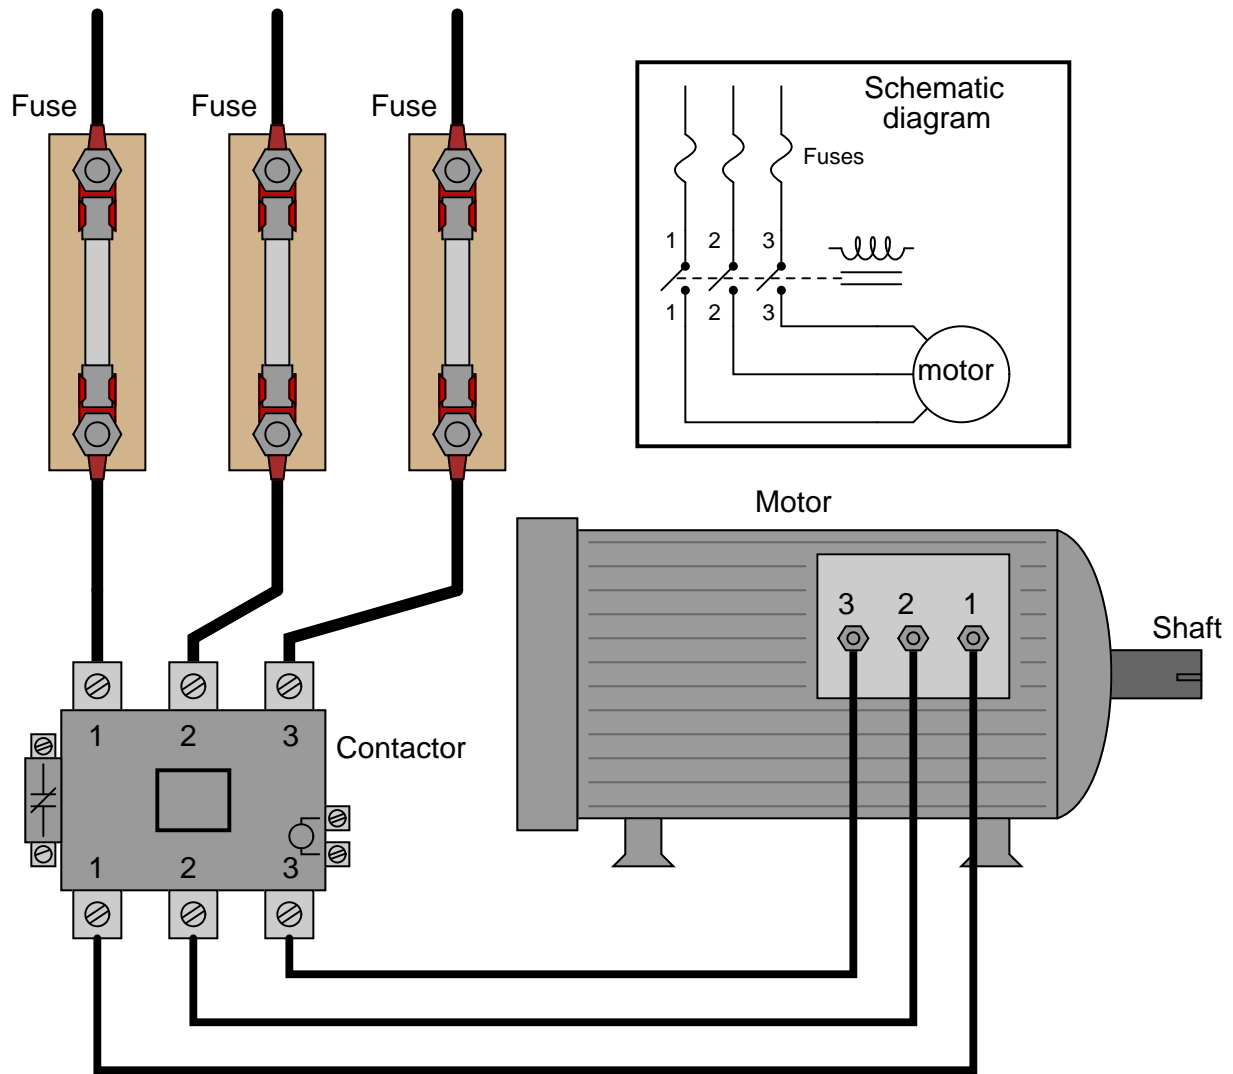 Fuse Fuse Fuse
Schematic
diagram
Fuses
1 2 3
1 2 3
motor
Motor
3 2 1
Shaft
1 2 3
Contactor
1 2 3